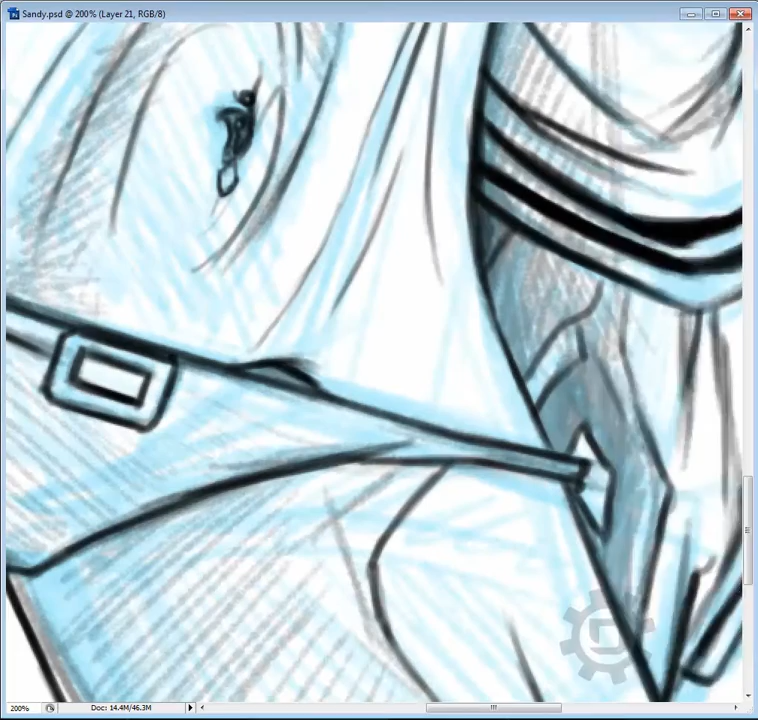 Sandy.psd @ 200% (Layer 21, RGB/8)
200% Doc: 14.4M/46.3M